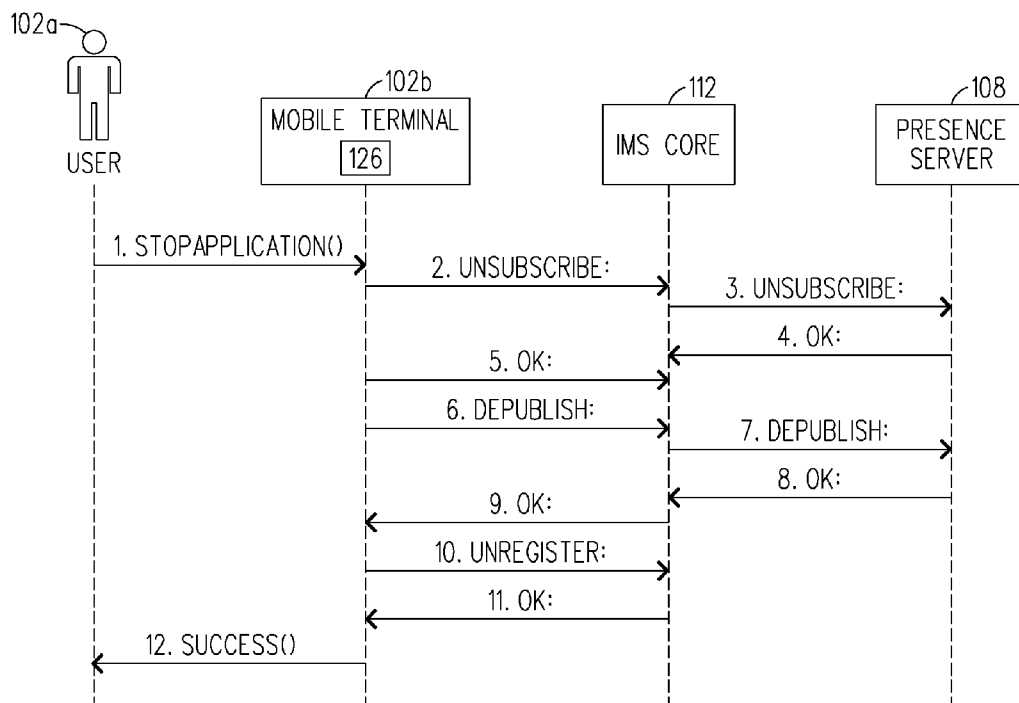 102a
USER
102b
MOBILE TERMINAL
126
112
IMS CORE
108
PRESENCE
SERVER
1. STOPAPPLICATION()
2. UNSUBSCRIBE:
3. UNSUBSCRIBE:
4. OK:
5. OK:
6. DEPUBLISH:
7. DEPUBLISH:
8. OK:
9. OK:
10. UNREGISTER:
11. OK:
12. SUCCESS()